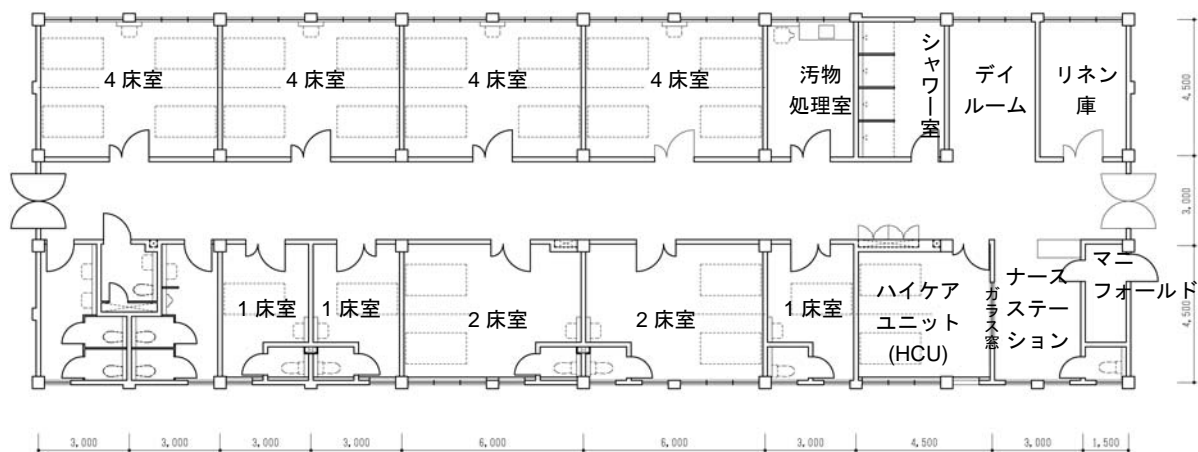 4 床室
4 床室
4 床室
4 床室
汚物
処理室
シャワー室
デイ
ルーム
リネン
庫
4,500
3,000
4,500
1 床室
1 床室
2 床室
2 床室
1 床室
ハイケア
ユニット
(HCU)
ガラス窓
ナース
ステー
ション
マニ
フォールド
3,000
3,000
3,000
3,000
6,000
6,000
3,000
4,500
3,000
1,500